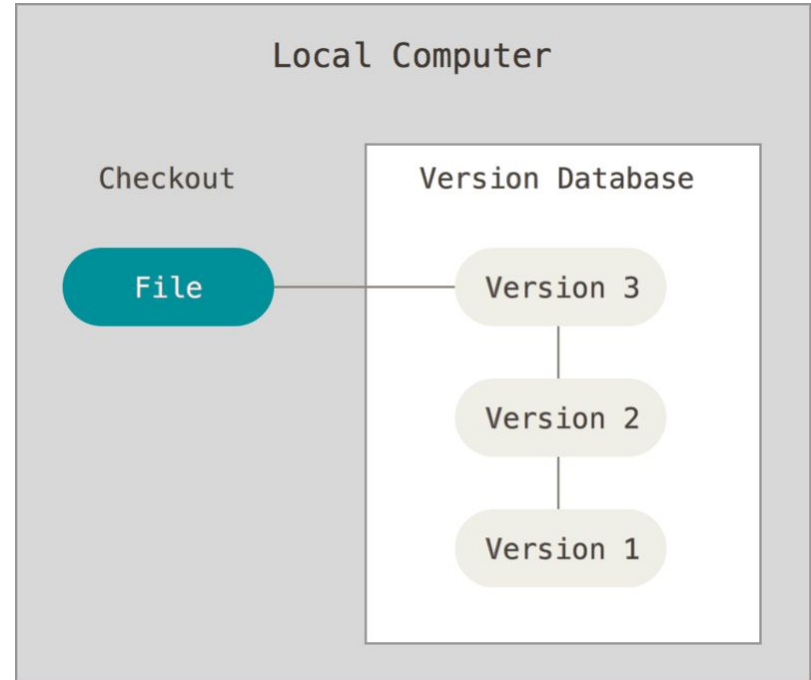 Local Computer
Checkout
Version Database
File
Version 3
Version 2
Version 1